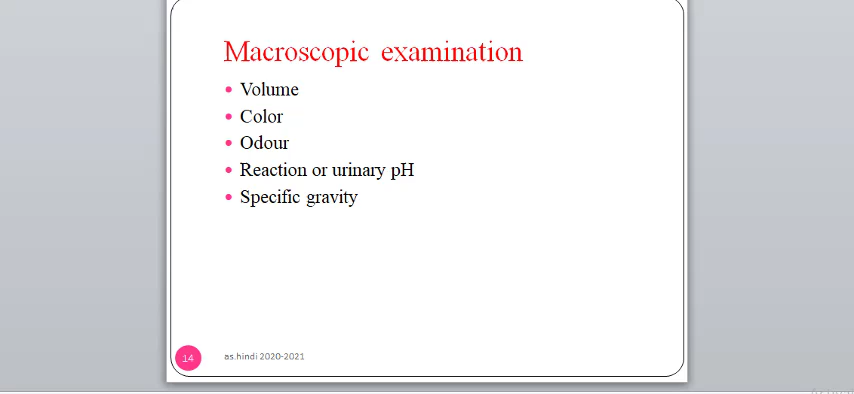 Macroscopic examination
• Volume
• Color
• Odour
• Reaction or urinary pH
• Specific gravity
14
as.hindi 2020-2021